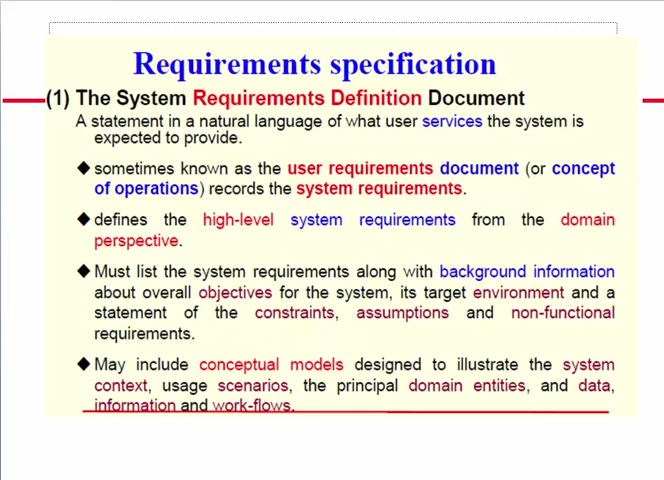 Requirements specification
(1) The System Requirements Definition Document
A statement in a natural language of what user services the system is
expected to provide.
◆sometimes known as the user requirements document (or concept
of operations) records the system requirements.
◆defines the high-level system requirements from the domain
perspective.
◆Must list the system requirements along with background information
about overall objectives for the system, its target environment and a
statement of the constraints, assumptions and non-functional
requirements.
◆May include conceptual models designed to illustrate the system
context, usage scenarios, the principal domain entities, and data,
information and work-flows.